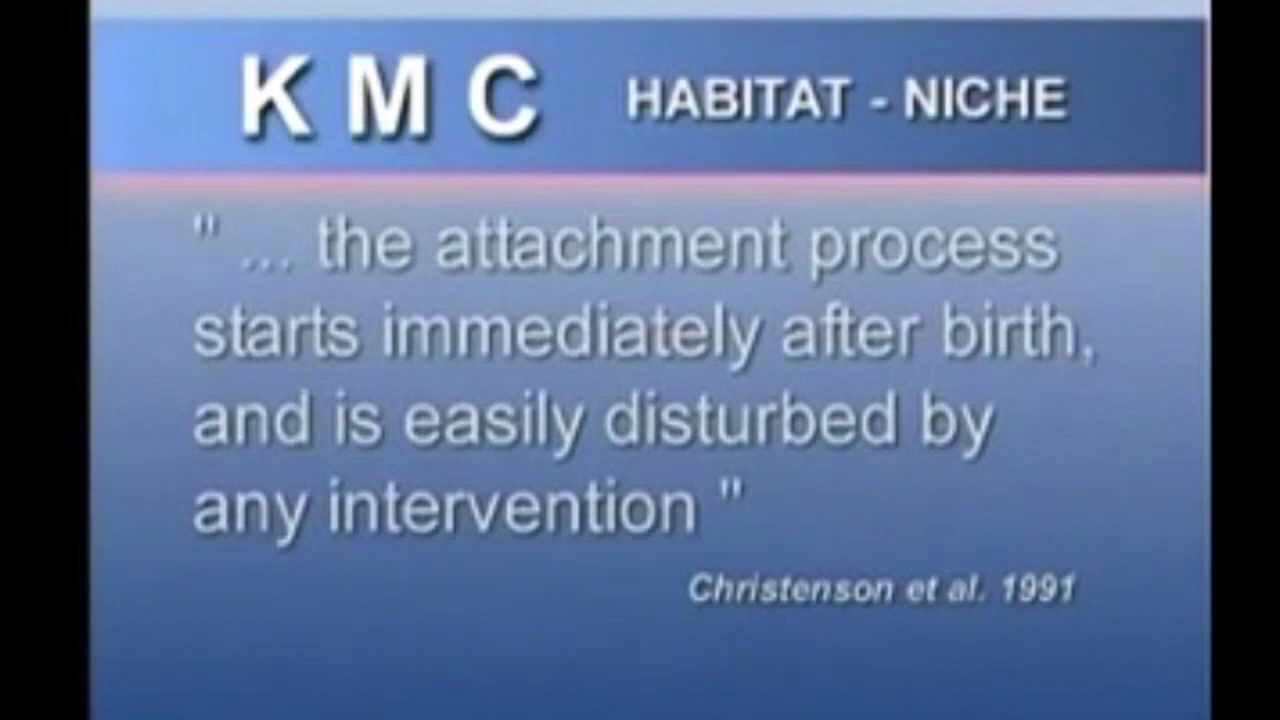 K M C HABITAT - NICHE
" ... the attachment process
starts immediately after birth,
and is easily disturbed by
any intervention "
Christenson et al. 1991